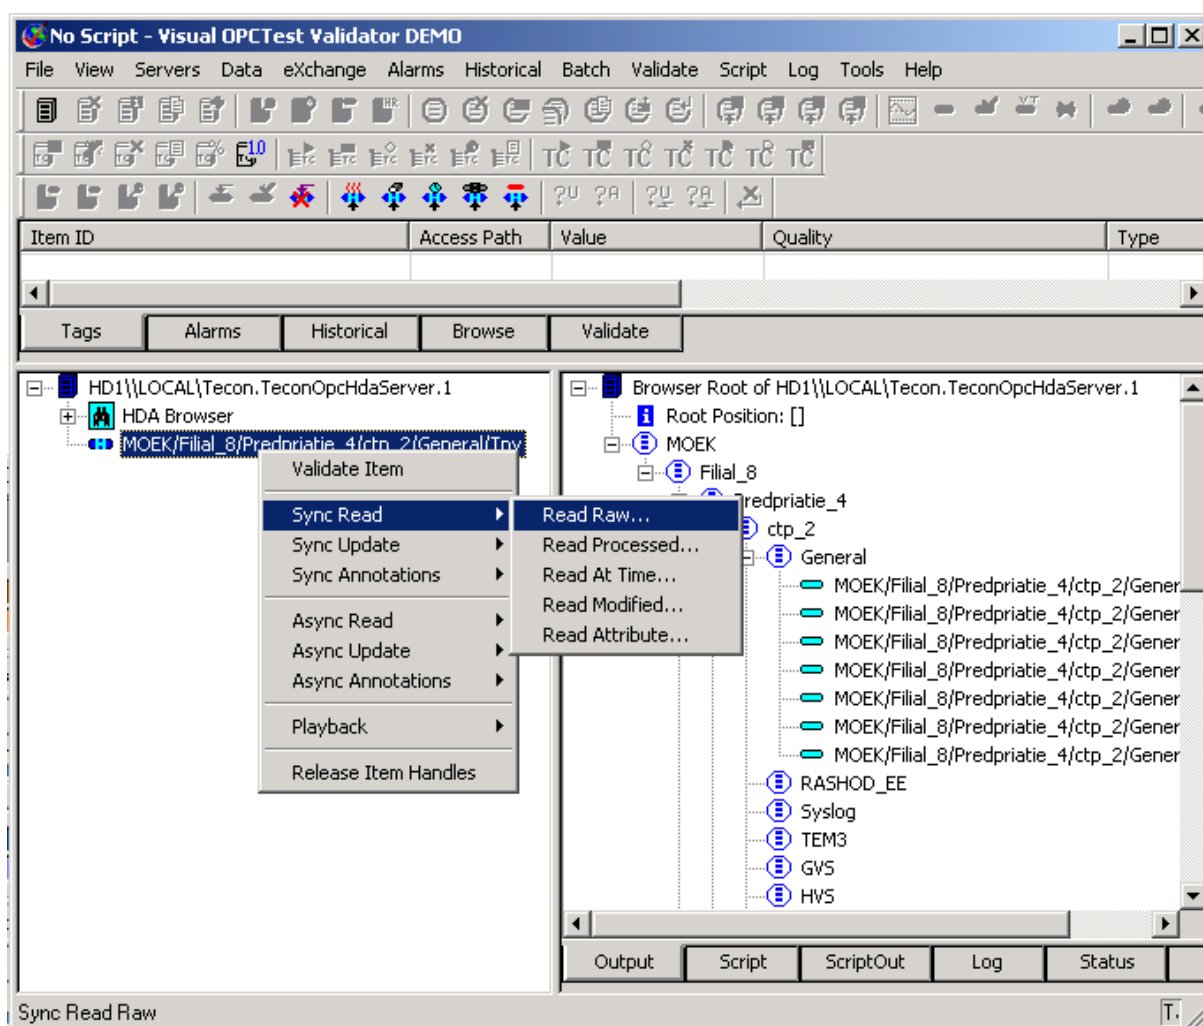 No Script - Visual OPCTest Validator DEMO
File View Servers Data eXchange Alarms Historical Batch Validate Script Log Tools Help
Item ID Access Path Value Quality Type
Tags Alarms Historical Browse Validate
HD1\\LOCAL\Tecon.TeconOpcHdaServer.1
HDA Browser
MOEK/Filial_8/Predpriatie_4/ctp_2/General/Tnv
Validate Item
Sync Read
Sync Update
Sync Annotations
Async Read
Async Update
Async Annotations
Playback
Release Item Handles
Read Raw...
Read Processed...
Read At Time...
Read Modified...
Read Attribute...
Browser Root of HD1\\LOCAL\Tecon.TeconOpcHdaServer.1
Root Position: []
MOEK
Filial_8
Predpriatie_4
ctp_2
General
MOEK/Filial_8/Predpriatie_4/ctp_2/Gener
MOEK/Filial_8/Predpriatie_4/ctp_2/Gener
MOEK/Filial_8/Predpriatie_4/ctp_2/Gener
MOEK/Filial_8/Predpriatie_4/ctp_2/Gener
MOEK/Filial_8/Predpriatie_4/ctp_2/Gener
MOEK/Filial_8/Predpriatie_4/ctp_2/Gener
MOEK/Filial_8/Predpriatie_4/ctp_2/Gener
RASHOD_EE
Syslog
TEM3
GVS
HVS
Output Script ScriptOut Log Status
Sync Read Raw T.